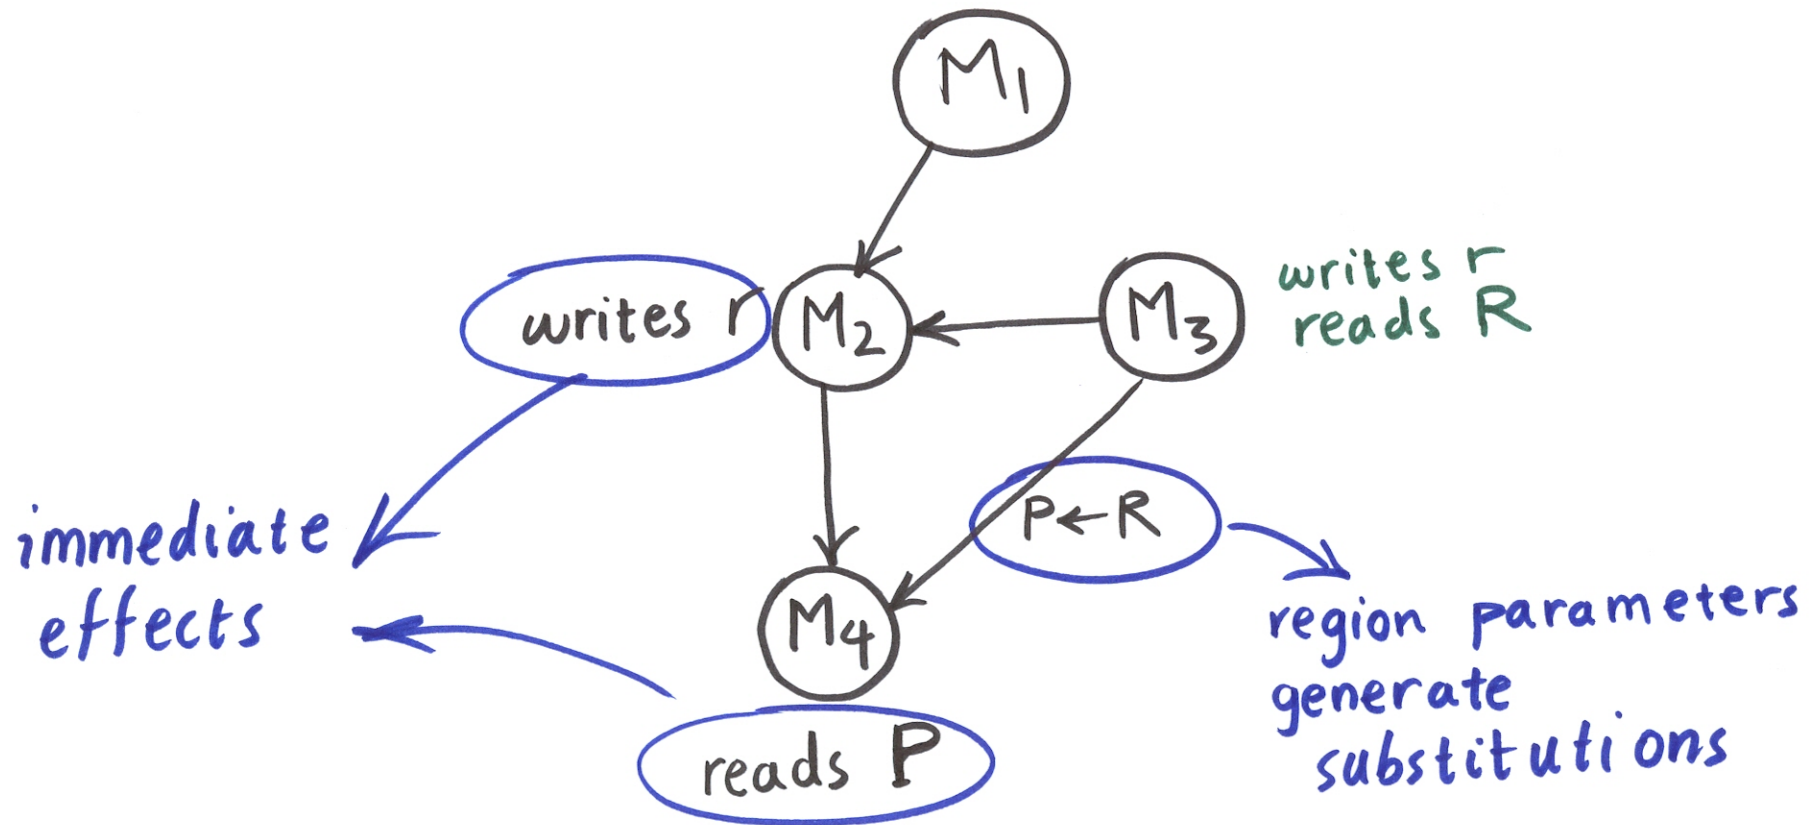 M₁
writes r
M₂
M₃
writes r
reads R
P←R
immediate
effects
M₄
reads P
region parameters
generate
substitutions